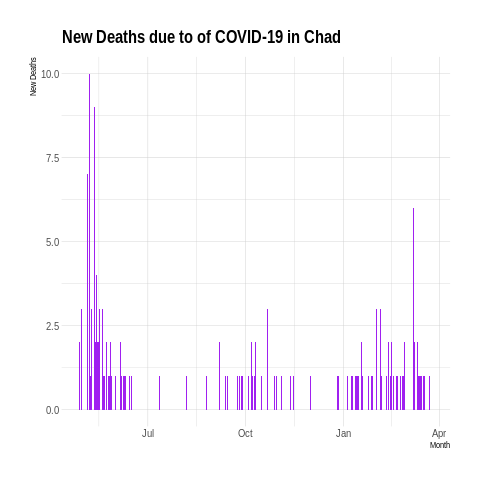 New Deaths due to of COVID-19 in Chad
New Deaths
10.0
7.5
5.0
2.5
0.0
Jul Oct Jan Apr
Month